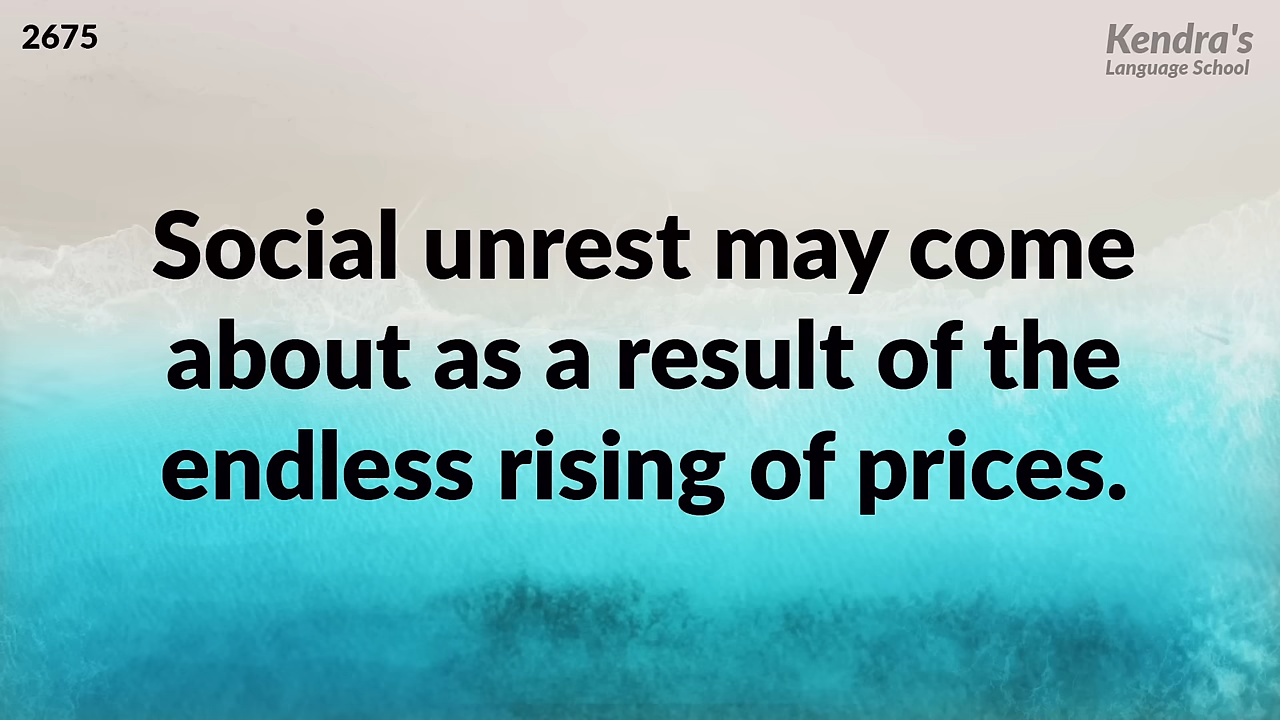 2675
Kendra's
Language School
Social unrest may come
about as a result of the
endless rising of prices.